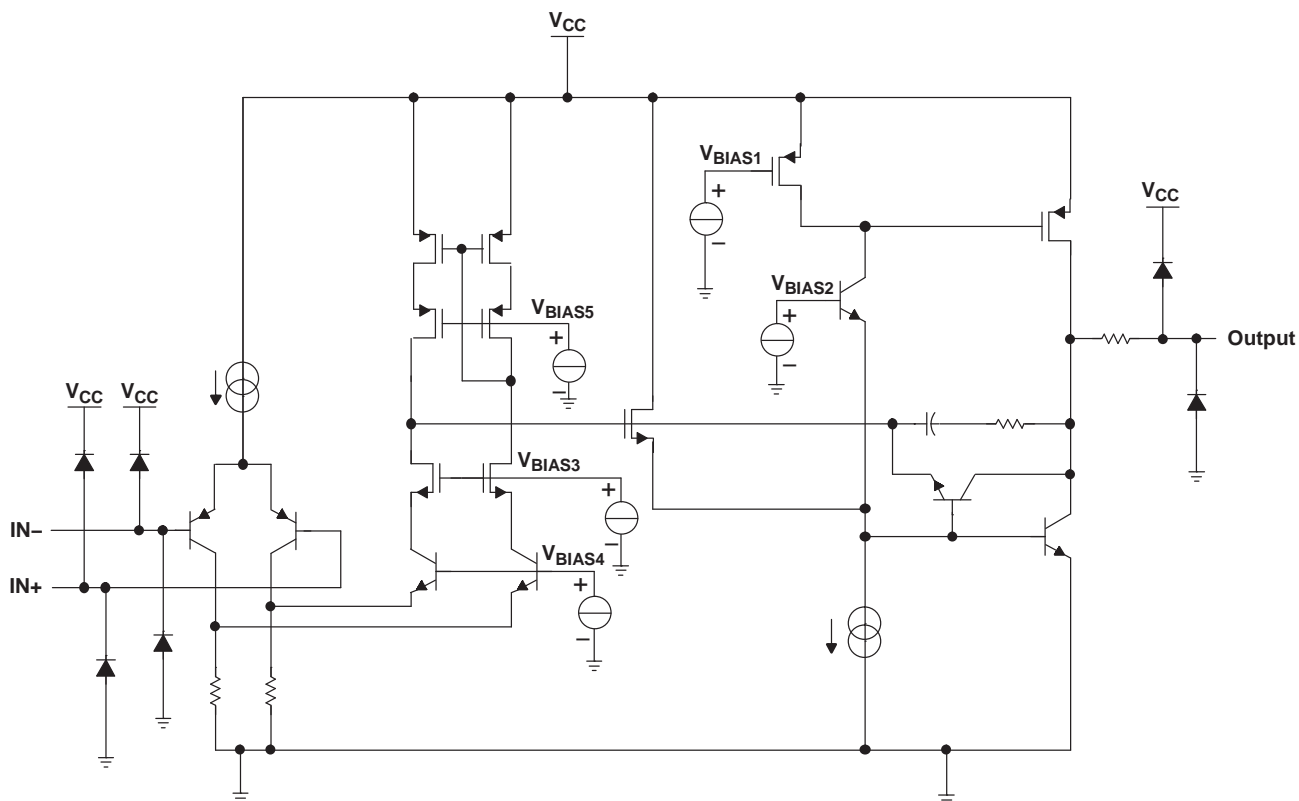 VCC
VBIAS1
VCC
VBIAS2
VBIAS5
Output
VCC
VCC
VBIAS3
IN–
VBIAS4
IN+